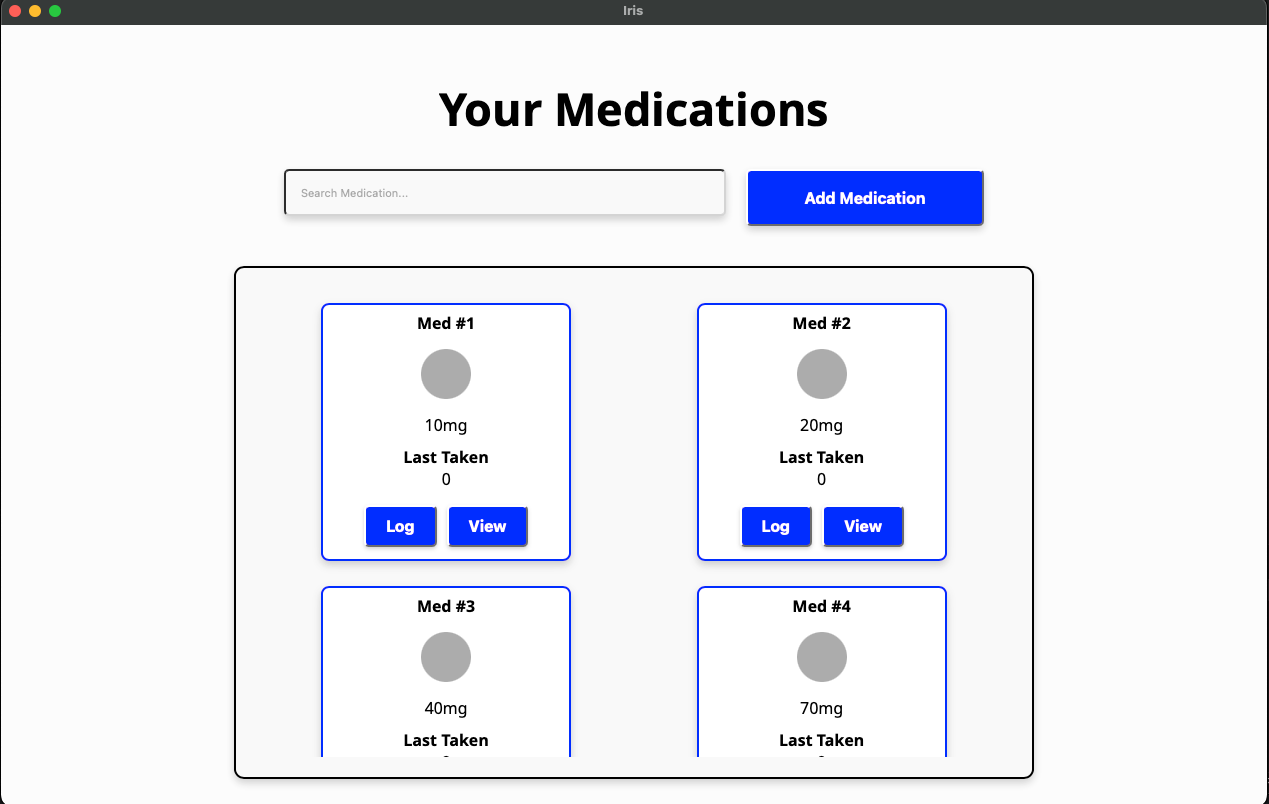 Iris
Your Medications
Search Medication...
Add Medication
Med #1
10mg
Last Taken
0
Log View
Med #2
20mg
Last Taken
0
Log View
Med #3
40mg
Last Taken
Med #4
70mg
Last Taken